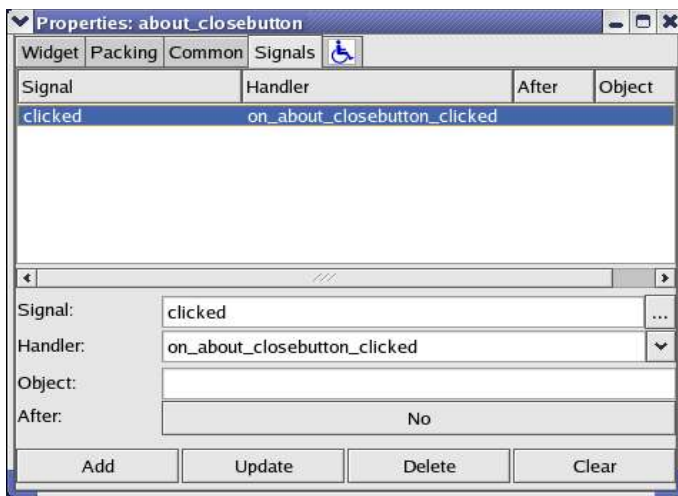 Properties: about_closebutton
Widget Packing Common Signals
Signal Handler After Object
clicked on_about_closebutton_clicked
Signal: clicked ...
Handler: on_about_closebutton_clicked
Object:
After: No
Add Update Delete Clear